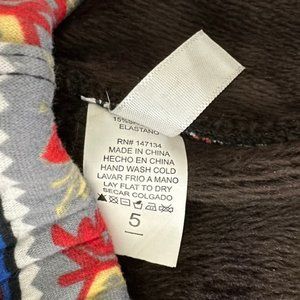 ELASTANO
RN# 147134
MADE IN CHINA
HECHO EN CHINA
HAND WASH COLD
LAVAR FRIO A MANO
LAY FLAT TO DRY
SECAR COLGADO
5